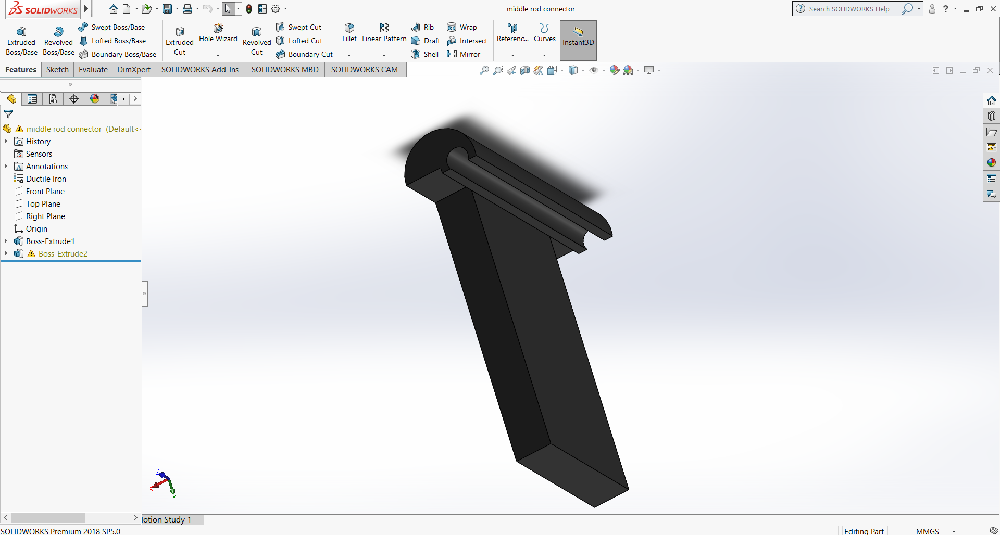 SOLIDWORKS
middle rod connector
Search SOLIDWORKS Help
Extruded Boss/Base
Revolved Boss/Base
Swept Boss/Base
Lofted Boss/Base
Boundary Boss/Base
Extruded Cut
Hole Wizard
Revolved Cut
Swept Cut
Lofted Cut
Boundary Cut
Fillet
Linear Pattern
Rib
Draft
Shell
Wrap
Intersect
Mirror
Referenc...
Curves
Instant3D
Features
Sketch
Evaluate
DimXpert
SOLIDWORKS Add-Ins
SOLIDWORKS MBD
SOLIDWORKS CAM
middle rod connector (Default<
History
Sensors
Annotations
Ductile Iron
Front Plane
Top Plane
Right Plane
Origin
Boss-Extrude1
Boss-Extrude2
Z
X
Y
otion Study 1
SOLIDWORKS Premium 2018 SP5.0
Editing Part
MMGS